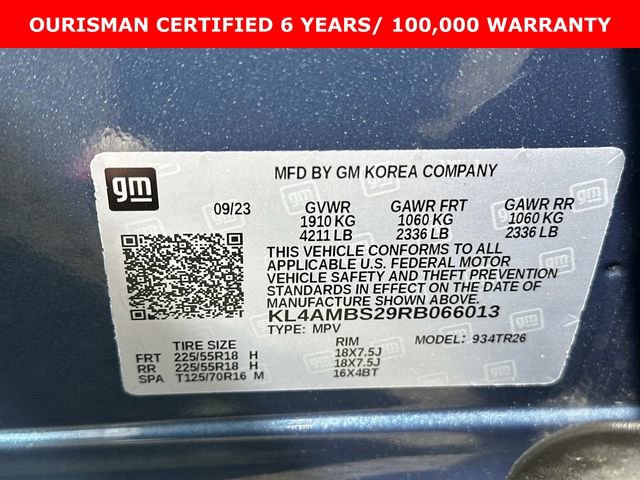 OURISMAN CERTIFIED 6 YEARS/ 100,000 WARRANTY
gm
MFD BY GM KOREA COMPANY
09/23 GVWR GAWR FRT GAWR RR
1910 KG 1060 KG 1060 KG
4211 LB 2336 LB 2336 LB
THIS VEHICLE CONFORMS TO ALL
APPLICABLE U.S. FEDERAL MOTOR
VEHICLE SAFETY AND THEFT PREVENTION
STANDARDS IN EFFECT ON THE DATE OF
MANUFACTURE SHOWN ABOVE.
KL4AMBS29RB066013
TYPE: MPV MODEL: 934TR26
TIRE SIZE RIM
FRT 225/55R18 H 18X7.5J
RR 225/55R18 H 18X7.5J
SPA T125/70R16 M 16X4BT